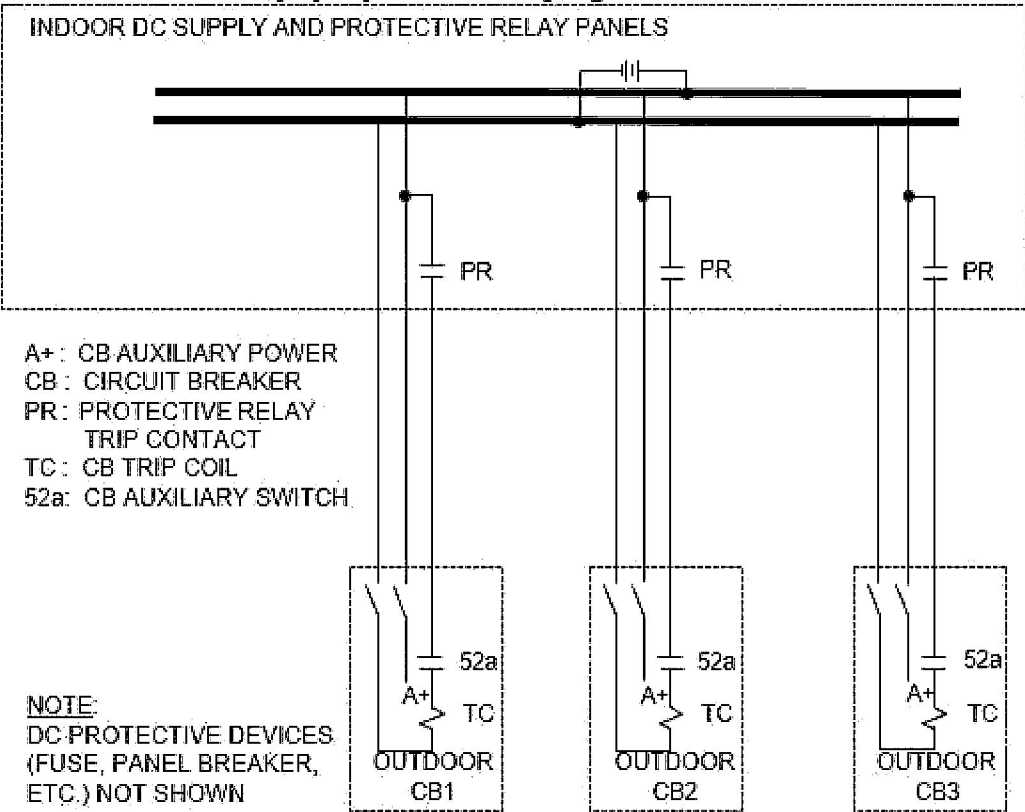 INDOOR DC SUPPLY AND PROTECTIVE RELAY PANELS
PR
PR
PR
A+ : CB AUXILIARY POWER
CB : CIRCUIT BREAKER
PR : PROTECTIVE RELAY
TRIP CONTACT
TC : CB TRIP COIL
52a: CB AUXILIARY SWITCH
52a
52a
52a
A+
A+
A+
TC
TC
TC
NOTE:
DC PROTECTIVE DEVICES
(FUSE, PANEL BREAKER,
ETC.) NOT SHOWN
OUTDOOR
CB1
OUTDOOR
CB2
OUTDOOR
CB3